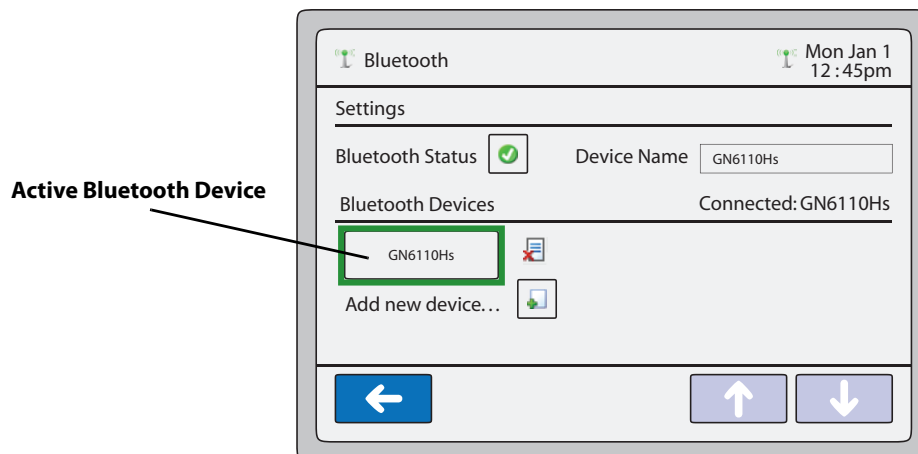 Bluetooth
Mon Jan 1
12:45pm
Settings
Bluetooth Status
Device Name
GN6110Hs
Active Bluetooth Device
Bluetooth Devices
Connected: GN6110Hs
GN6110Hs
Add new device...